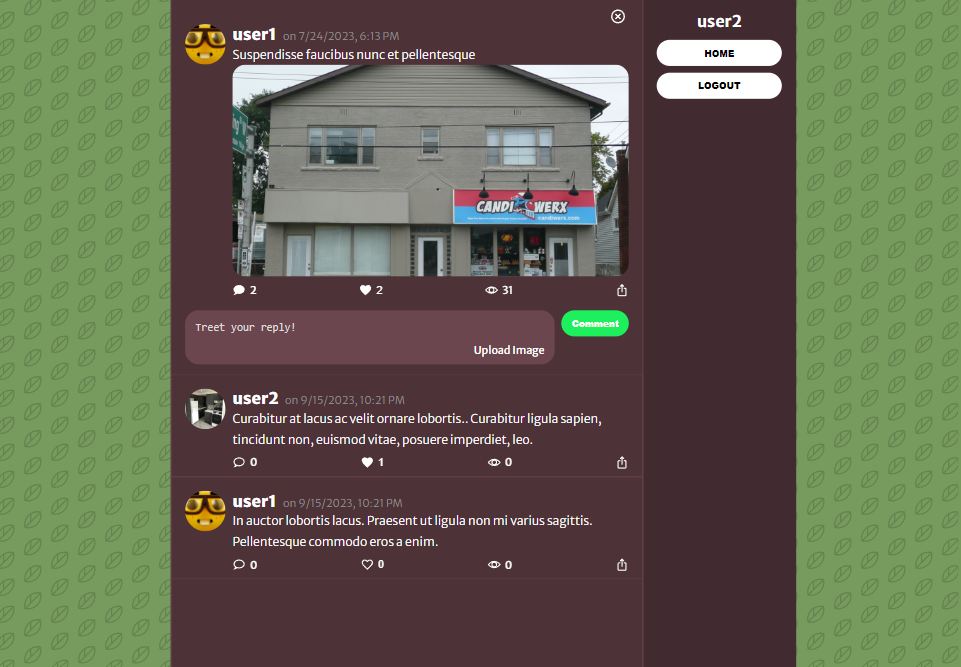 user1 on 7/24/2023, 6:13 PM
Suspendisse faucibus nunc et pellentesque
CANDI WERX
candiwerx.com
2 2 31
Treet your reply!
Comment
Upload Image
user2 on 9/15/2023, 10:21 PM
Curabitur at lacus ac velit ornare lobortis.. Curabitur ligula sapien,
tincidunt non, euismod vitae, posuere imperdiet, leo.
0 1 0
user1 on 9/15/2023, 10:21 PM
In auctor lobortis lacus. Praesent ut ligula non mi varius sagittis.
Pellentesque commodo eros a enim.
0 0 0
user2
HOME
LOGOUT